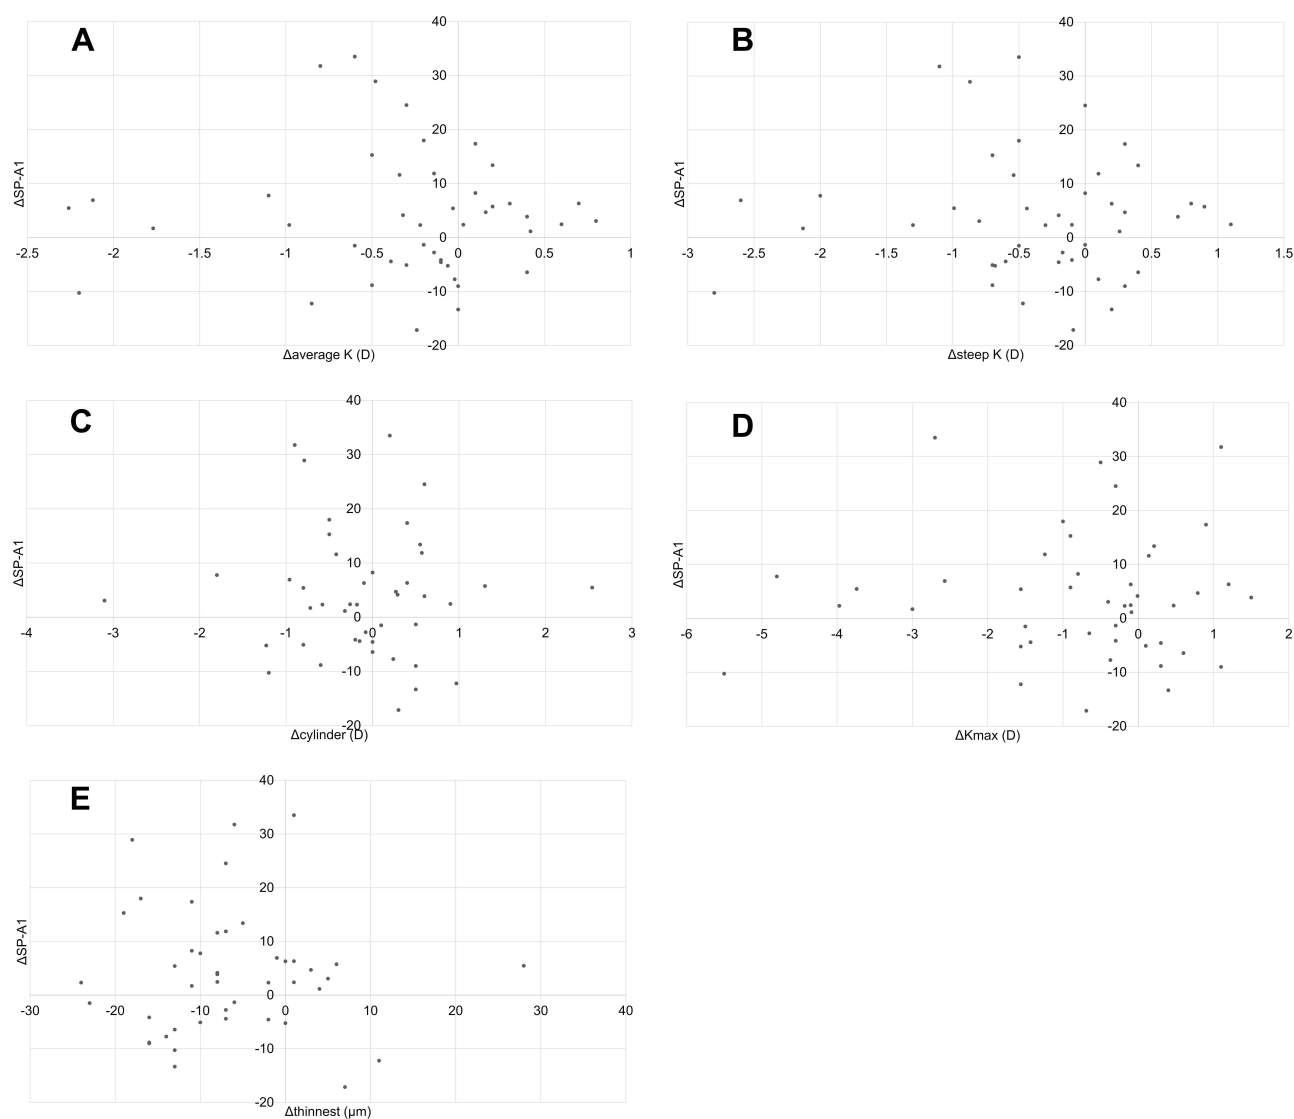 A
40
30
20
10
0
-10
-20
-2.5 -2 -1.5 -1 -0.5 0 0.5 1
ΔSP-A1
Δaverage K (D)
B
40
30
20
10
0
-10
-20
-3 -2.5 -2 -1.5 -1 -0.5 0 0.5 1 1.5
ΔSP-A1
Δsteep K (D)
C
40
30
20
10
0
-10
-20
-4 -3 -2 -1 0 1 2 3
ΔSP-A1
Δcylinder (D)
D
40
30
20
10
0
-10
-20
-6 -5 -4 -3 -2 -1 0 1 2
ΔSP-A1
ΔKmax (D)
E
40
30
20
10
0
-10
-20
-30 -20 -10 0 10 20 30 40
ΔSP-A1
Δthinnest (μm)